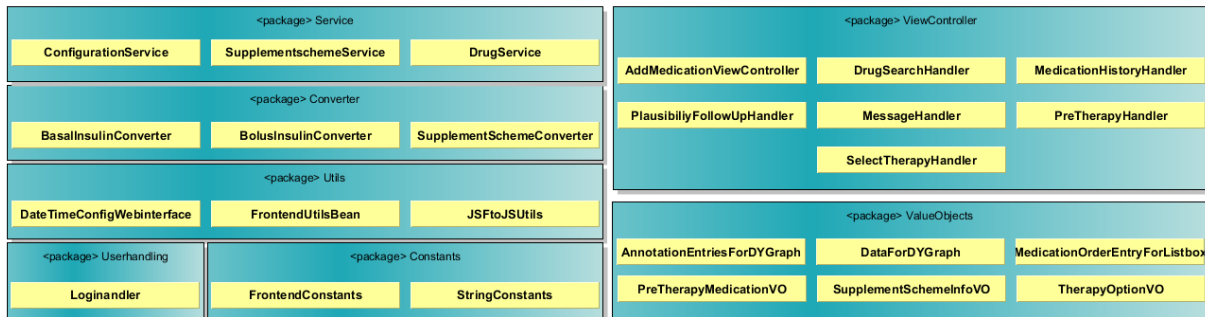 <package> Service
ConfigurationService
SupplementschemeService
DrugService
<package> Converter
BasalInsulinConverter
BolusInsulinConverter
SupplementSchemeConverter
<package> Utils
DateTimeConfigWebinterface
FrontendUtilsBean
JSFtoJSUtils
<package> Userhandling
Loginandler
<package> Constants
FrontendConstants
StringConstants
<package> ViewController
AddMedicationViewController
DrugSearchHandler
MedicationHistoryHandler
PlausibiliyFollowUpHandler
MessageHandler
PreTherapyHandler
SelectTherapyHandler
<package> ValueObjects
AnnotationEntriesForDYGraph
DataForDYGraph
MedicationOrderEntryForListbox
PreTherapyMedicationVO
SupplementSchemeInfoVO
TherapyOptionVO